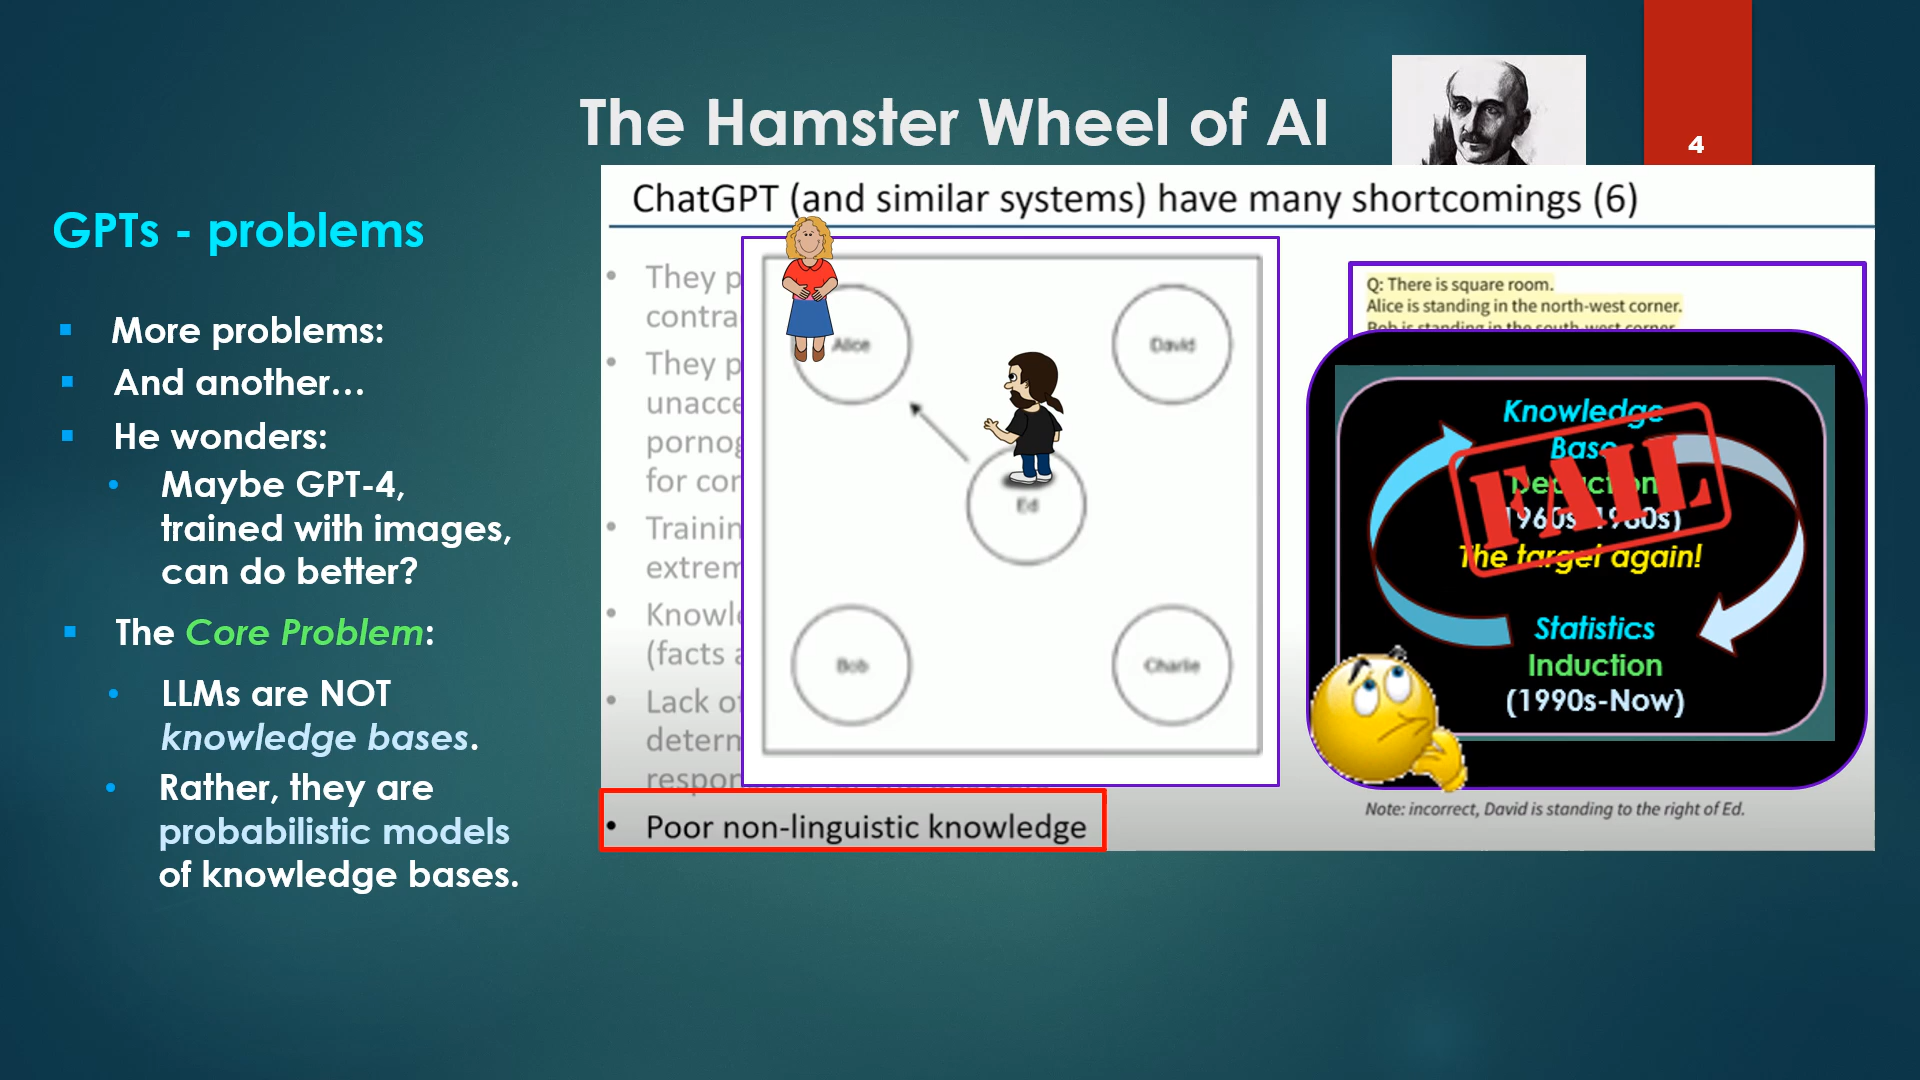 The Hamster Wheel of AI
4
GPTs - problems
More problems:
And another...
He wonders:
Maybe GPT-4,
trained with images,
can do better?
The Core Problem:
LLMs are NOT
knowledge bases.
Rather, they are
probabilistic models
of knowledge bases.
ChatGPT (and similar systems) have many shortcomings (6)
They
contra
They
unacce
pornog
for cor
Trainin
extrem
Knowle
(facts
Lack of
determ
respon
Poor non-linguistic knowledge
Alice
David
Ed
Bob
Charlie
Q: There is square room.
Alice is standing in the north-west corner.
Bob is standing in the south-west corner
Knowledge
Base
Deduction
(1960s-1980s)
The target again!
FAIL
Statistics
Induction
(1990s-Now)
Note: incorrect, David is standing to the right of Ed.